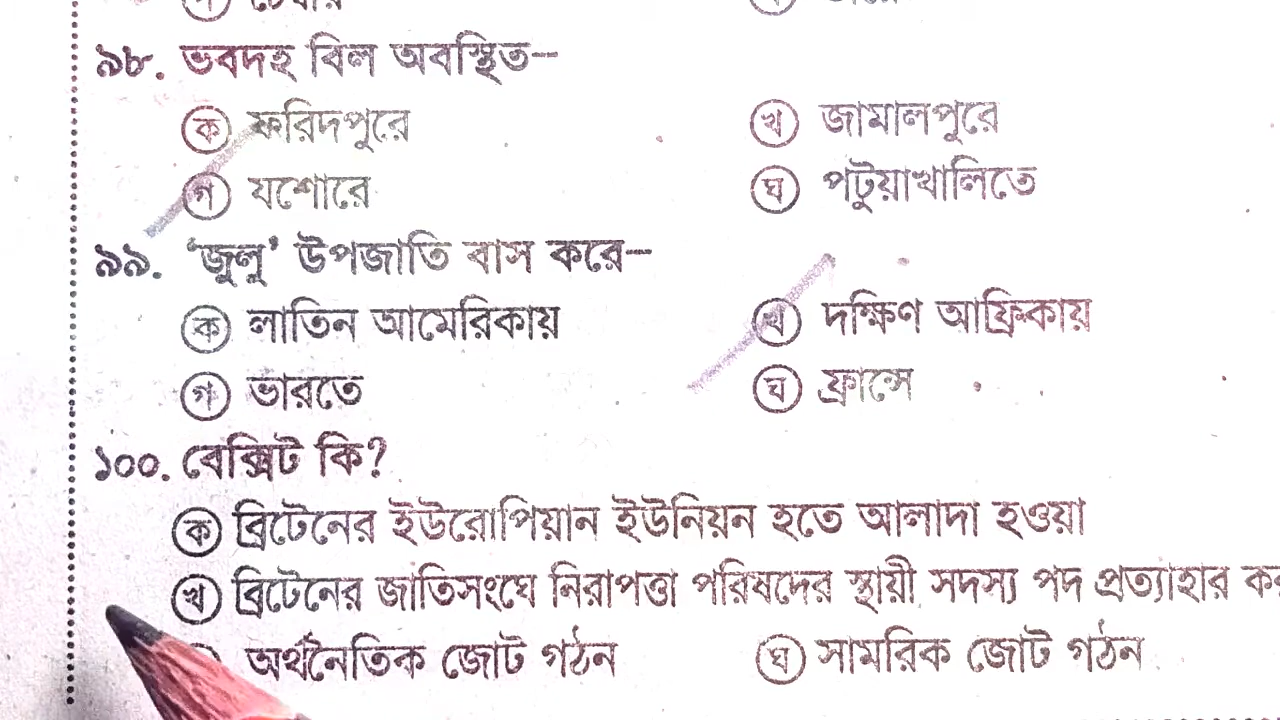 ৯৮. ভবদহ বিল অবস্থিত–
ক ফরিদপুরে খ জামালপুরে
গ যশোরে ঘ পটুয়াখালিতে
৯৯. ‘জুলু’ উপজাতি বাস করে–
ক লাতিন আমেরিকায় খ দক্ষিণ আফ্রিকায়
গ ভারতে ঘ ফ্রান্সে
১০০. বেক্সিট কি?
ক ব্রিটেনের ইউরোপিয়ান ইউনিয়ন হতে আলাদা হওয়া
খ ব্রিটেনের জাতিসংঘে নিরাপত্তা পরিষদের স্থায়ী সদস্য পদ প্রত্যাহার
অর্থনৈতিক জোট গঠন ঘ সামরিক জোট গঠন